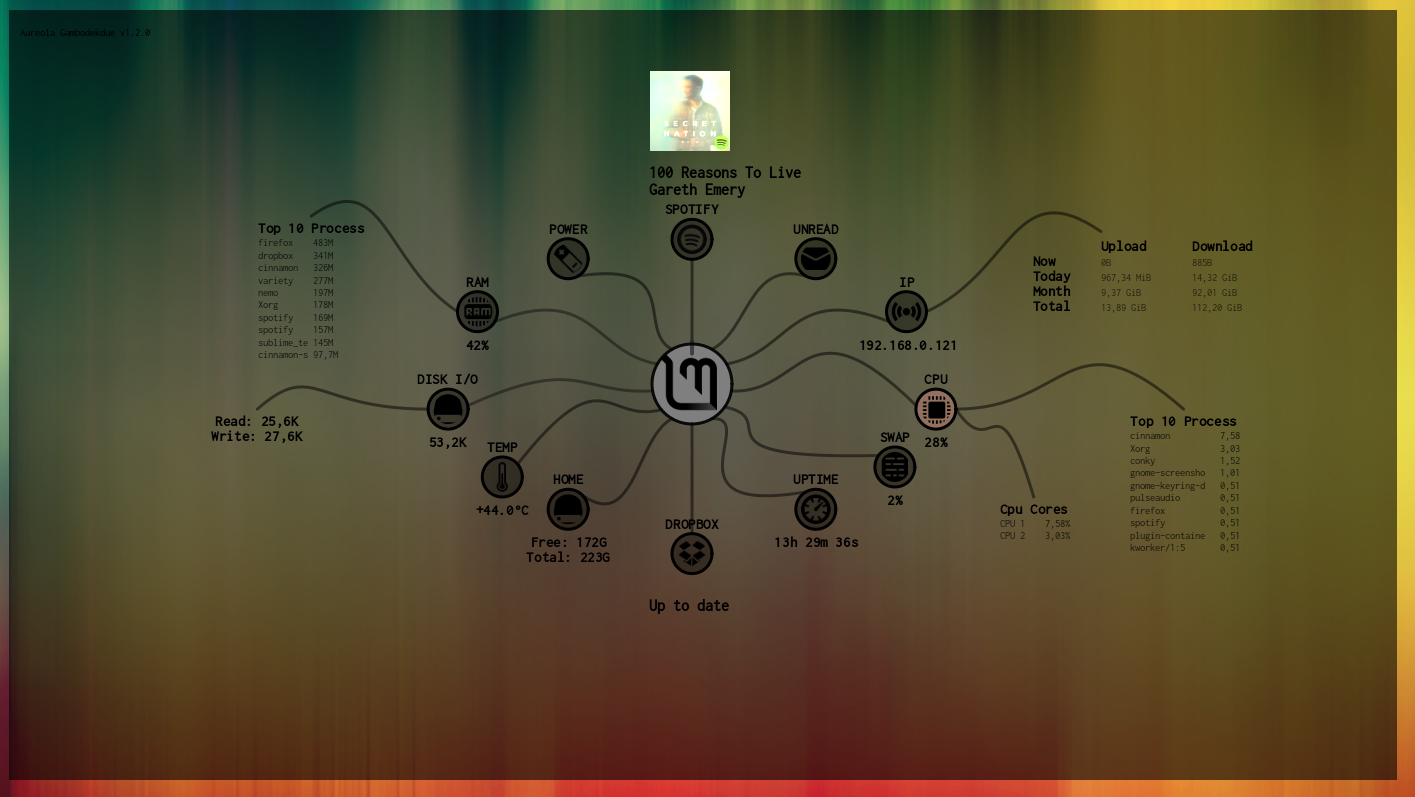 Aureola Gambodekdue v1.2.0
SECRET
NATION
100 Reasons To Live
Gareth Emery
SPOTIFY
POWER
UNREAD
RAM
RAM
42%
IP
192.168.0.121
Top 10 Process
firefox 483M
dropbox 341M
cinnamon 326M
variety 277M
nemo 197M
Xorg 178M
spotify 169M
spotify 157M
sublime_te 145M
cinnamon-s 97,7M
Upload Download
Now 0B 885B
Today 967,34 MiB 14,32 GiB
Month 9,37 GiB 92,01 GiB
Total 13,89 GiB 112,20 GiB
DISK I/O
53,2K
Read: 25,6K
Write: 27,6K
CPU
28%
TEMP
+44.0°C
HOME
Free: 172G
Total: 223G
DROPBOX
Up to date
UPTIME
13h 29m 36s
SWAP
2%
Cpu Cores
CPU 1 7,58%
CPU 2 3,03%
Top 10 Process
cinnamon 7,58
Xorg 3,03
conky 1,52
gnome-screensho 1,01
gnome-keyring-d 0,51
pulseaudio 0,51
firefox 0,51
spotify 0,51
plugin-containe 0,51
kworker/1:5 0,51